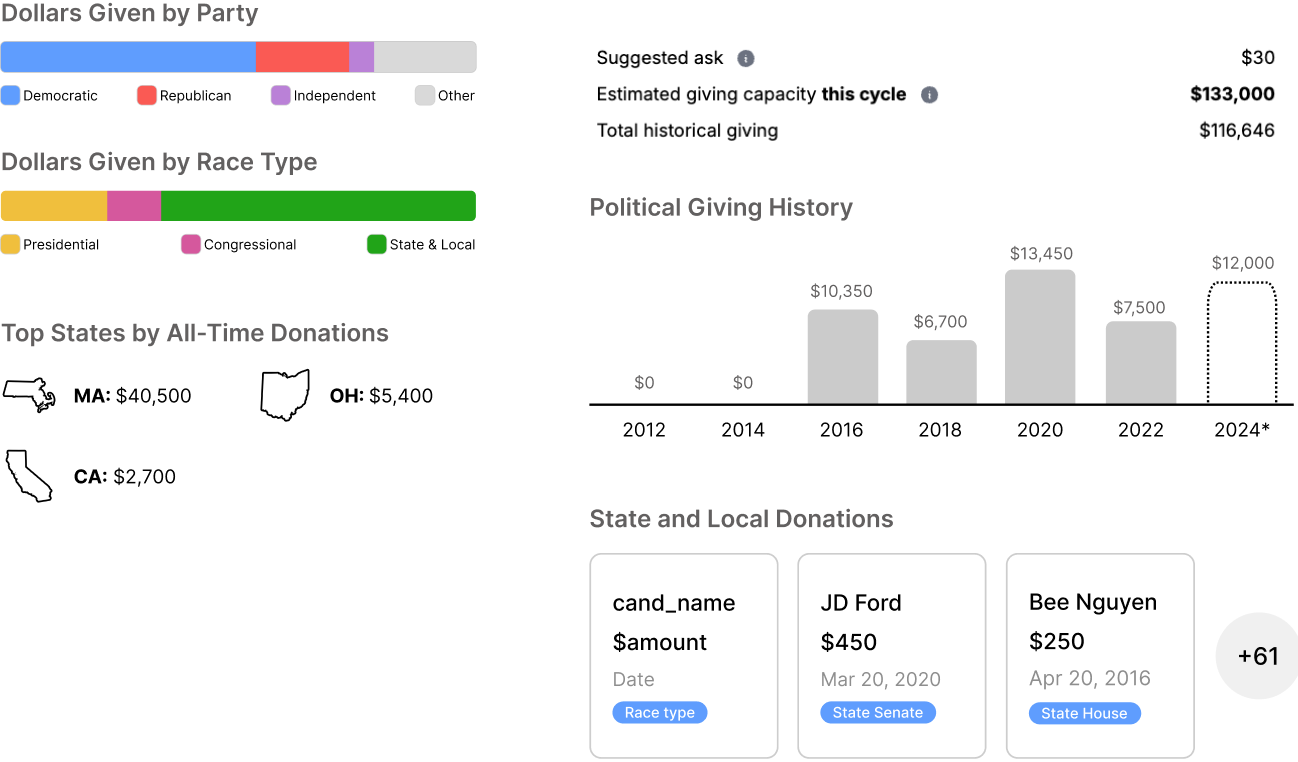 Dollars Given by Party
Democratic Republican Independent Other
Dollars Given by Race Type
Presidential Congressional State & Local
Top States by All-Time Donations
MA: $40,500 OH: $5,400
CA: $2,700
Suggested ask i $30
Estimated giving capacity this cycle i $133,000
Total historical giving $116,646
Political Giving History
$0 $0 $10,350 $6,700 $13,450 $7,500 $12,000
2012 2014 2016 2018 2020 2022 2024*
State and Local Donations
cand_name
$amount
Date
Race type
JD Ford
$450
Mar 20, 2020
State Senate
Bee Nguyen
$250
Apr 20, 2016
State House
+61